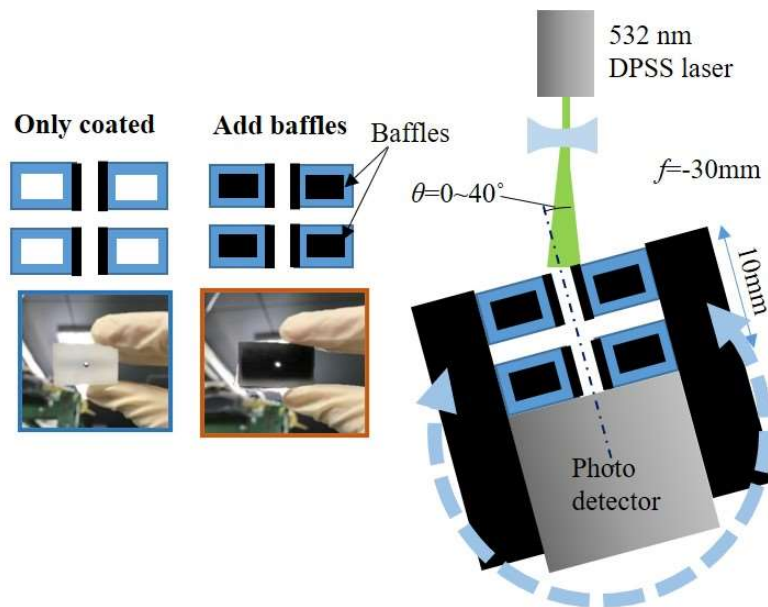 532 nm
DPSS laser
Only coated
Add baffles
Baffles
f=-30mm
θ=0~40°
10mm
Photo
detector